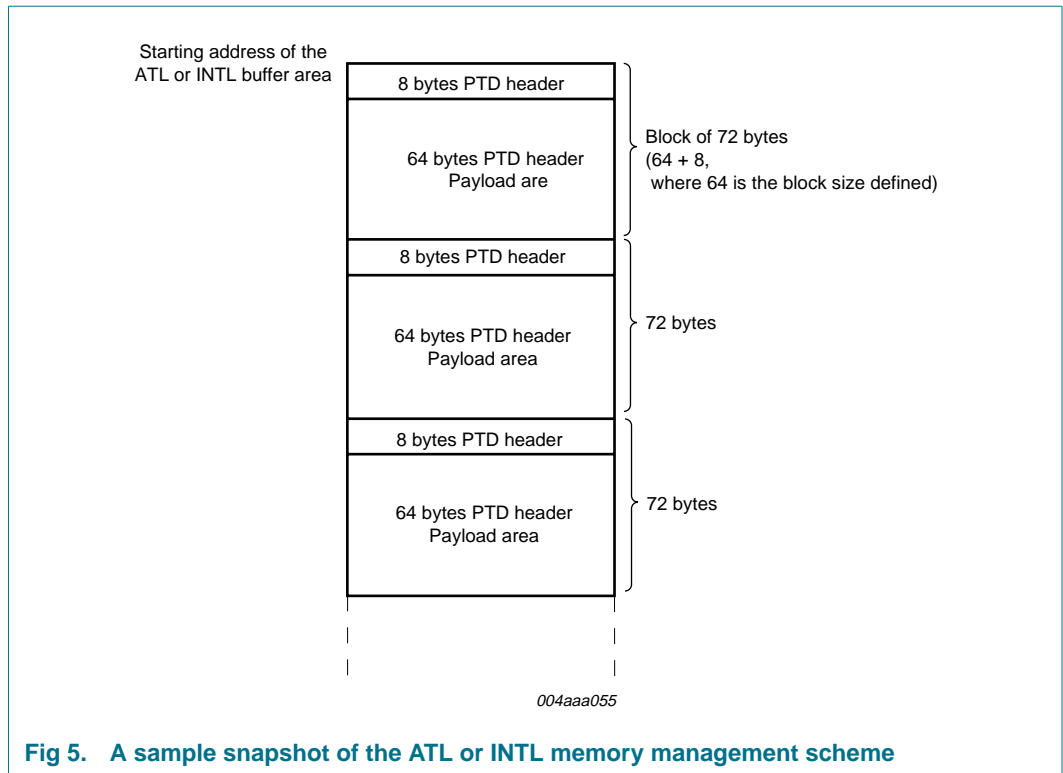 Starting address of the
ATL or INTL buffer area
8 bytes PTD header
64 bytes PTD header
Payload are
Block of 72 bytes
(64 + 8,
where 64 is the block size defined)
8 bytes PTD header
64 bytes PTD header
Payload area
72 bytes
8 bytes PTD header
64 bytes PTD header
Payload area
72 bytes
004aaa055
Fig 5. A sample snapshot of the ATL or INTL memory management scheme